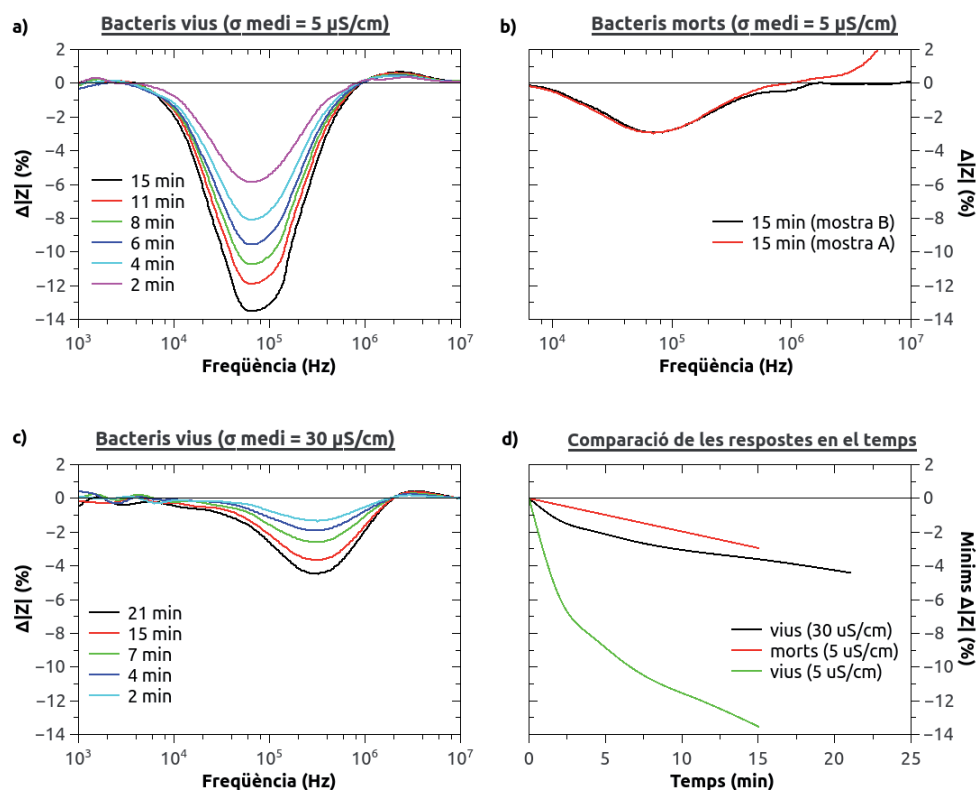 a)
Bacteris vius (σ medi = 5 µS/cm)
2
0
−2
−4
−6
−8
−10
−12
−14
Δ|Z| (%)
15 min
11 min
8 min
6 min
4 min
2 min
10³ 10⁴ 10⁵ 10⁶ 10⁷
Freqüència (Hz)
b)
Bacteris morts (σ medi = 5 µS/cm)
2
0
−2
−4
−6
−8
−10
−12
−14
Δ|Z| (%)
15 min (mostra B)
15 min (mostra A)
10⁴ 10⁵ 10⁶ 10⁷
Freqüència (Hz)
c)
Bacteris vius (σ medi = 30 µS/cm)
2
0
−2
−4
−6
−8
−10
−12
−14
Δ|Z| (%)
21 min
15 min
7 min
4 min
2 min
10³ 10⁴ 10⁵ 10⁶ 10⁷
Freqüència (Hz)
d)
Comparació de les respostes en el temps
2
0
−2
−4
−6
−8
−10
−12
−14
Mínims Δ|Z| (%)
vius (30 uS/cm)
morts (5 uS/cm)
vius (5 uS/cm)
0 5 10 15 20 25
Temps (min)